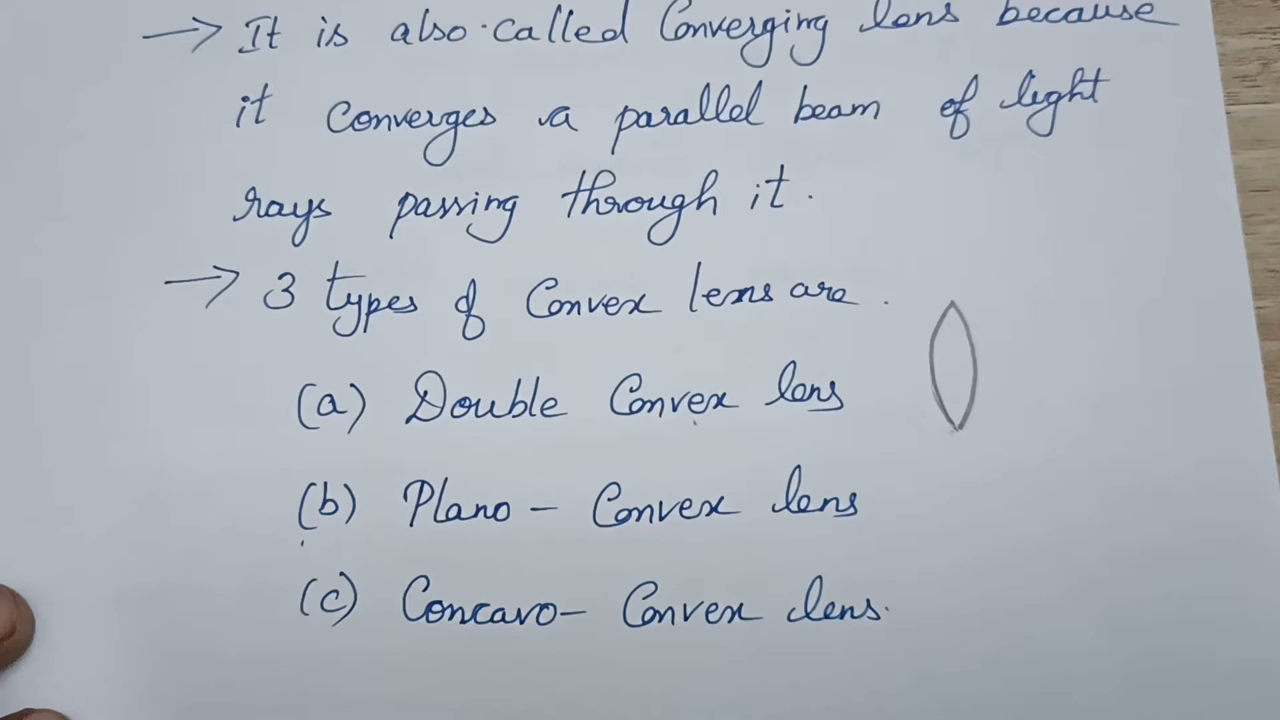 → It is also called Converging lens because
it converges a parallel beam of light
rays passing through it.
→ 3 types of Convex lens are.
(a) Double Convex lens
(b) Plano - Convex lens
(c) Concavo- Convex lens.